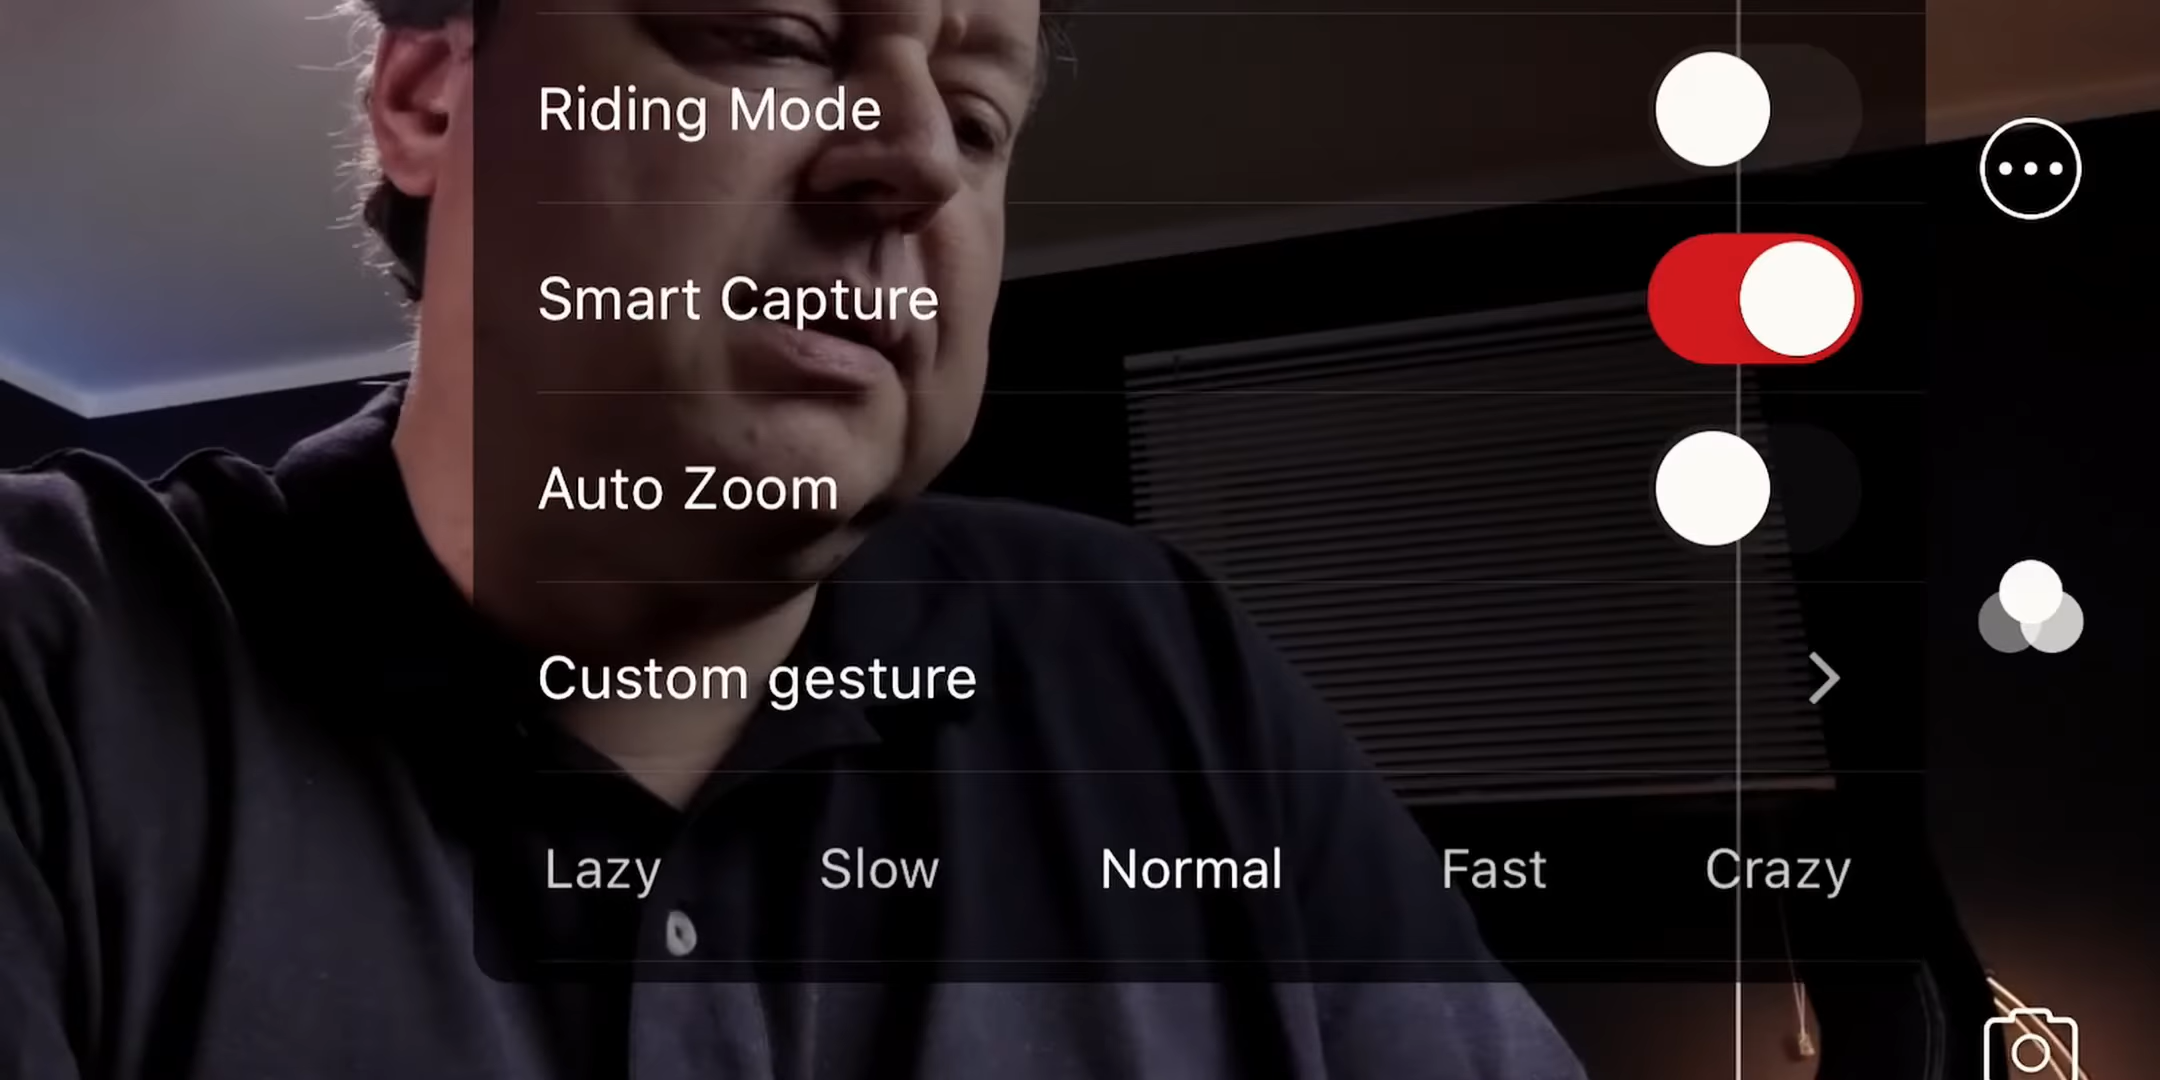 Riding Mode
Smart Capture
Auto Zoom
Custom gesture
Lazy Slow Normal Fast Crazy